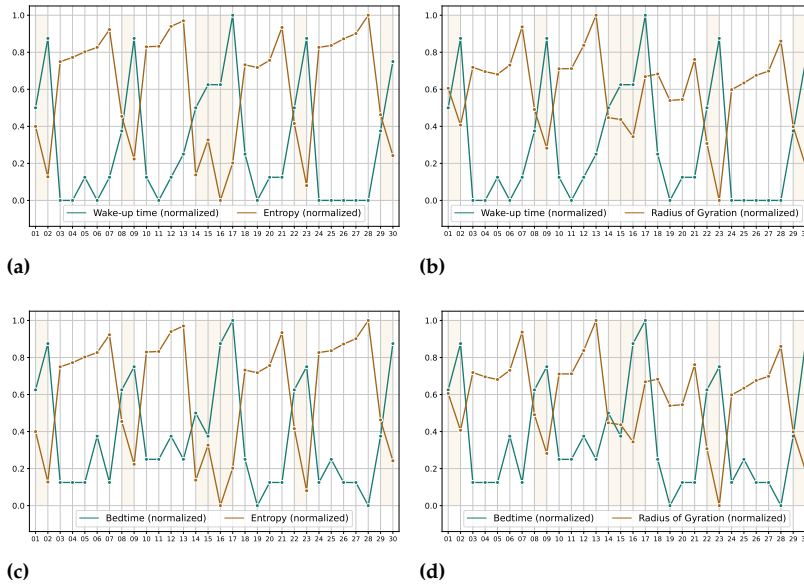 1.0 1.0
0.8 0.8
0.6 0.6
0.4 0.4
0.2 0.2
0.0 0.0
Wake-up time (normalized) Entropy (normalized) Wake-up time (normalized) Radius of Gyration (normalized)
01 02 03 04 05 06 07 08 09 10 11 12 13 14 15 16 17 18 19 20 21 22 23 24 25 26 27 28 29 30 01 02 03 04 05 06 07 08 09 10 11 12 13 14 15 16 17 18 19 20 21 22 23 24 25 26 27 28 29 3
(a) (b)
1.0 1.0
0.8 0.8
0.6 0.6
0.4 0.4
0.2 0.2
0.0 0.0
Bedtime (normalized) Entropy (normalized) Bedtime (normalized) Radius of Gyration (normalized)
01 02 03 04 05 06 07 08 09 10 11 12 13 14 15 16 17 18 19 20 21 22 23 24 25 26 27 28 29 30 01 02 03 04 05 06 07 08 09 10 11 12 13 14 15 16 17 18 19 20 21 22 23 24 25 26 27 28 29 3
(c) (d)